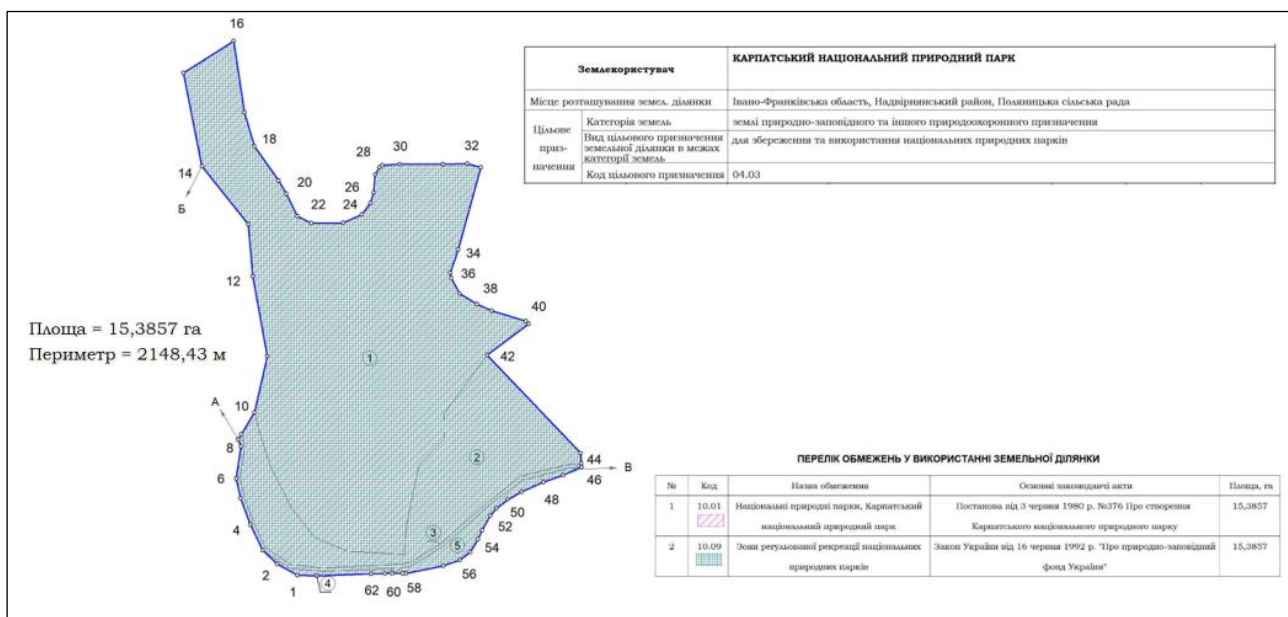 16
18
14
Б
28
30
32
26
20
22
24
34
36
12
38
40
42
Площа = 15,3857 га
Периметр = 2148,43 м
1
А
10
8
6
4
2
1
2
3
4
5
44
46
В
48
50
52
54
56
62
60
58
Землекористувач
КАРПАТСЬКИЙ НАЦІОНАЛЬНИЙ ПРИРОДНИЙ ПАРК
Місце розташування земел. ділянки
Івано-Франківська область, Надвірнянський район, Поляницька сільська рада
Цільове
приз-
начення
Категорія земель
землі природно-заповідного та іншого природоохоронного призначення
Вид цільового призначення
земельної ділянки в межах
категорії земель
для збереження та використання національних природних парків
Код цільового призначення
04.03
ПЕРЕЛІК ОБМЕЖЕНЬ У ВИКОРИСТАННІ ЗЕМЕЛЬНОЇ ДІЛЯНКИ
№ Код Назва обмеження Основні законодавчі акти Площа, га
1 10.01 Національні природні парки, Карпатський Постанова від 3 червня 1980 р. №376 Про створення 15,3857
національний природний парк Карпатського національного природного парку
2 10.09 Зони регульованої рекреації національних Закон України від 16 червня 1992 р. "Про природно-заповідний 15,3857
природних парків фонд України"